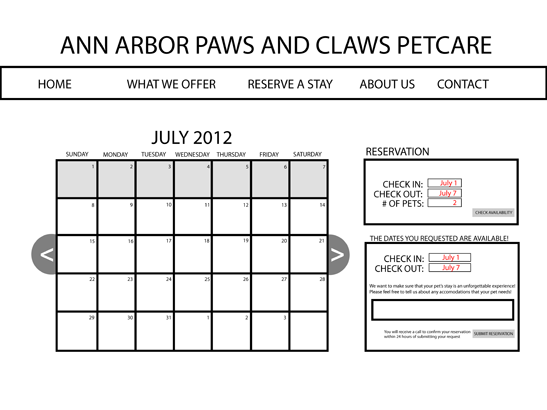 ANN ARBOR PAWS AND CLAWS PETCARE
HOME WHAT WE OFFER RESERVE A STAY ABOUT US CONTACT
JULY 2012
SUNDAY MONDAY TUESDAY WEDNESDAY THURSDAY FRIDAY SATURDAY
1 2 3 4 5 6 7
8 9 10 11 12 13 14
15 16 17 18 19 20 21
< >
22 23 24 25 26 27 28
29 30 31 1 2 3
RESERVATION
CHECK IN: July 1
CHECK OUT: July 7
# OF PETS: 2
CHECK AVAILABILITY
THE DATES YOU REQUESTED ARE AVAILABLE!
CHECK IN: July 1
CHECK OUT: July 7
We want to make sure that your pet's stay is an unforgettable experience!
Please feel free to tell us about any accomodations that your pet needs!
You will receive a call to confirm your reservation
within 24 hours of submitting your request
SUBMIT RESERVATION